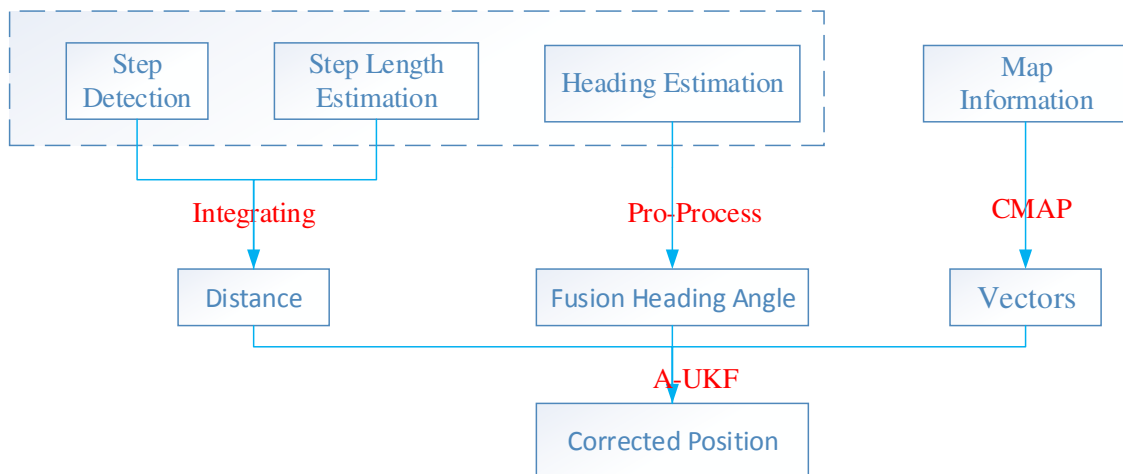 Step
Detection
Step Length
Estimation
Heading Estimation
Map
Information
Integrating
Pro-Process
CMAP
Distance
Fusion Heading Angle
Vectors
A-UKF
Corrected Position